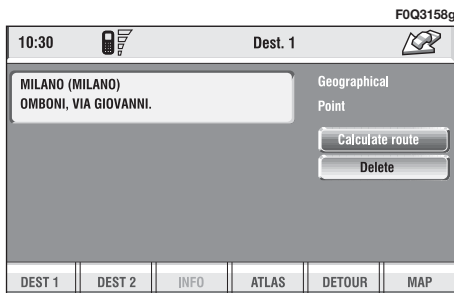 F0Q3158g
10:30 Dest. 1
MILANO (MILANO)
OMBONI, VIA GIOVANNI.
Geographical
Point
Calculate route
Delete
DEST 1 DEST 2 INFO ATLAS DETOUR MAP